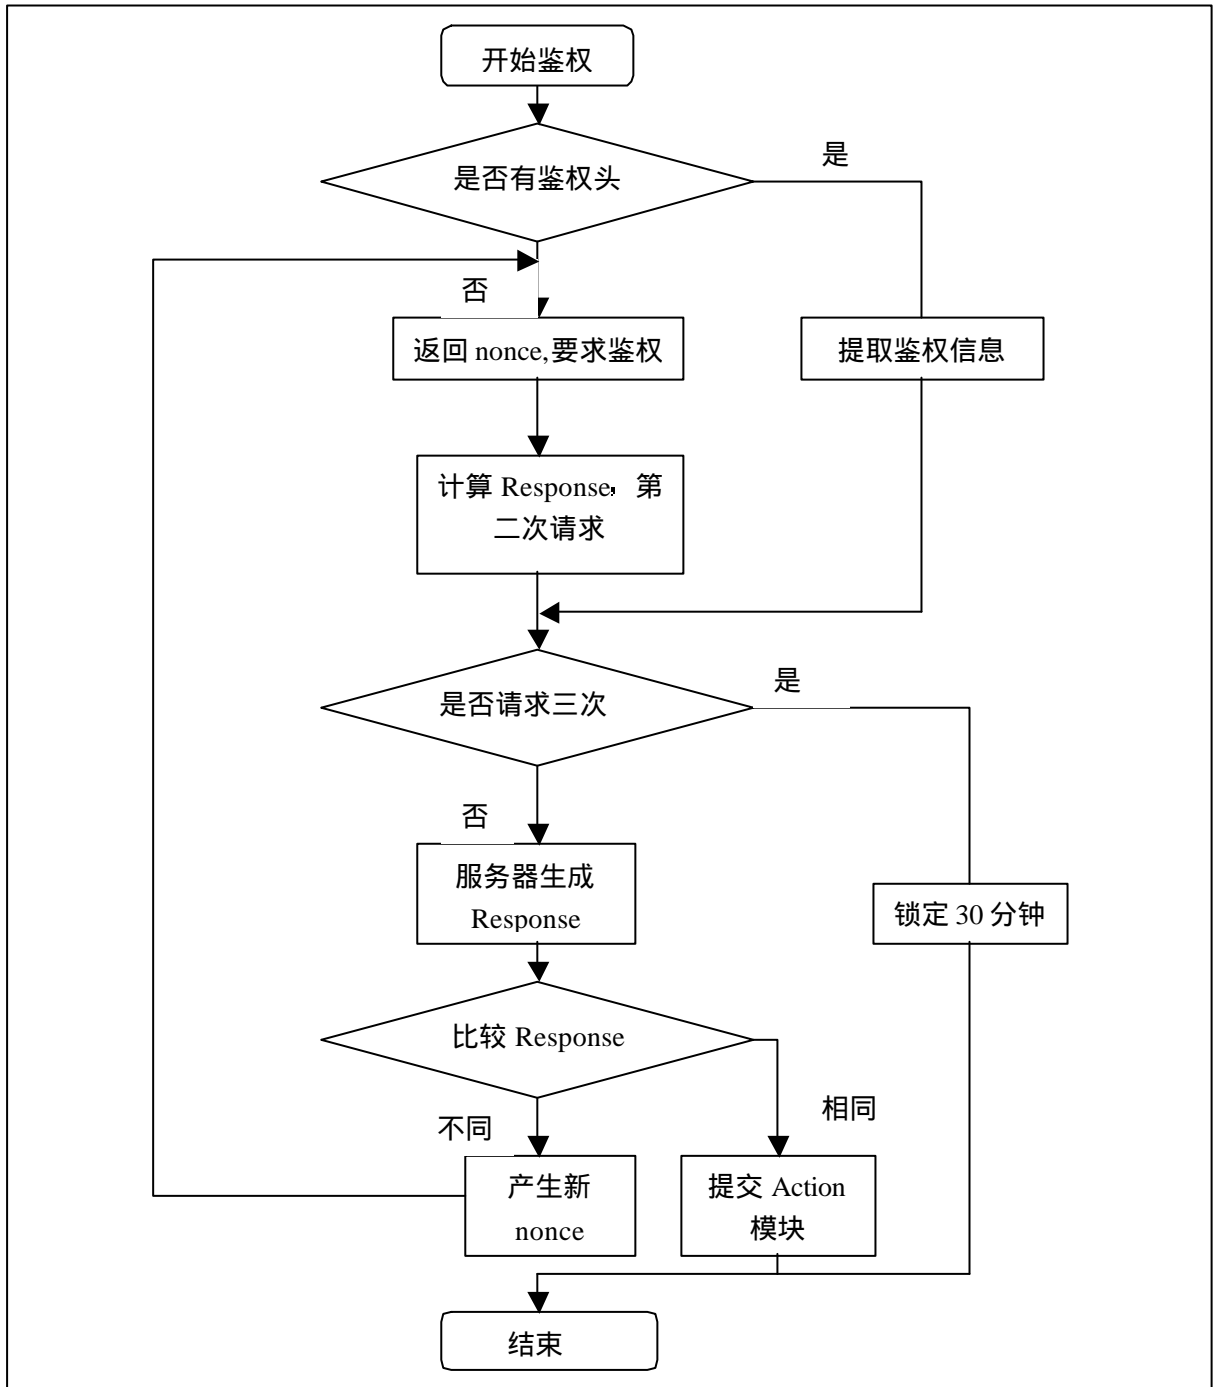 开始鉴权
是否有鉴权头
是
否
返回 nonce,要求鉴权
提取鉴权信息
计算 Response, 第
二次请求
是否请求三次
是
否
服务器生成
Response
锁定 30 分钟
比较 Response
不同
相同
产生新
nonce
提交 Action
模块
结束